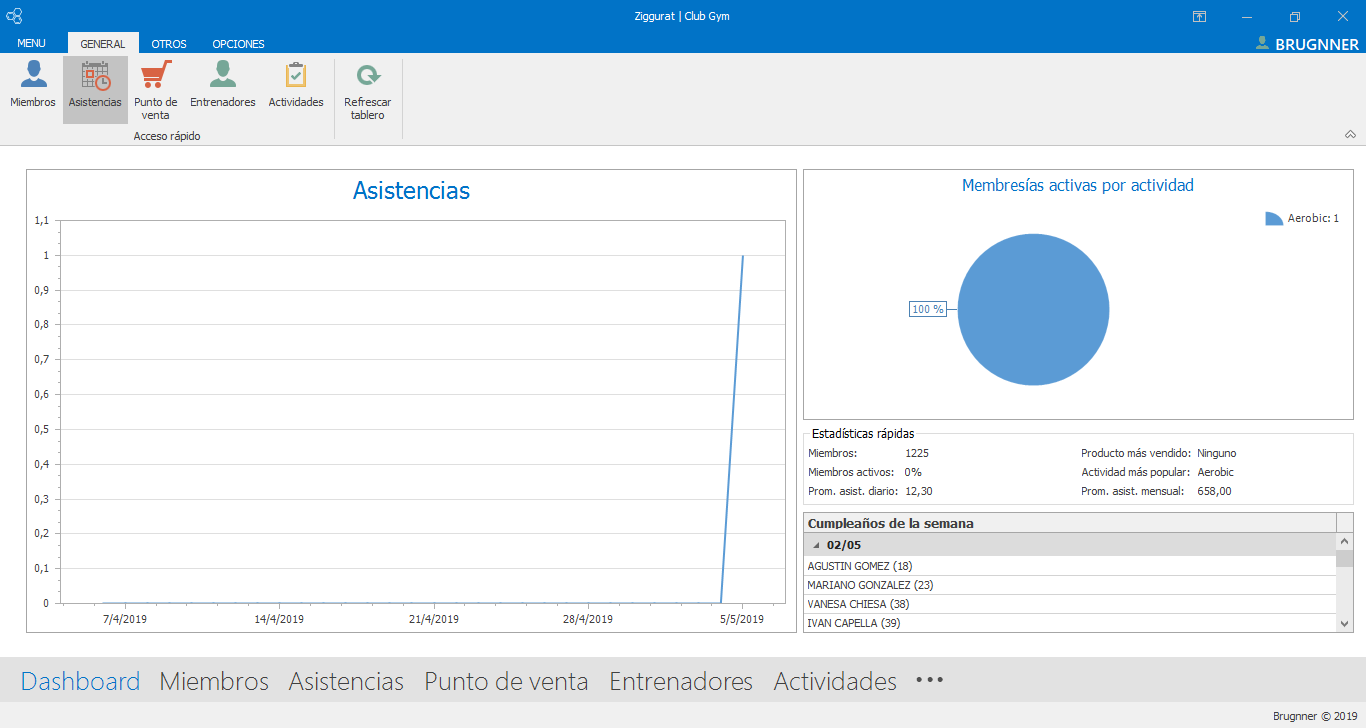 Ziggurat | Club Gym
MENU GENERAL OTROS OPCIONES
BRUGNNER
Miembros Asistencias Punto de venta Entrenadores Actividades Refrescar tablero
Acceso rápido
Asistencias
1,1
1
0,9
0,8
0,7
0,6
0,5
0,4
0,3
0,2
0,1
0
7/4/2019 14/4/2019 21/4/2019 28/4/2019 5/5/2019
Membresías activas por actividad
Aerobic: 1
100 %
Estadísticas rápidas
Miembros: 1225 Producto más vendido: Ninguno
Miembros activos: 0% Actividad más popular: Aerobic
Prom. asist. diario: 12,30 Prom. asist. mensual: 658,00
Cumpleaños de la semana
02/05
AGUSTIN GOMEZ (18)
MARIANO GONZALEZ (23)
VANESA CHIESA (38)
IVAN CAPELLA (39)
Dashboard Miembros Asistencias Punto de venta Entrenadores Actividades •••
Brugnner © 2019